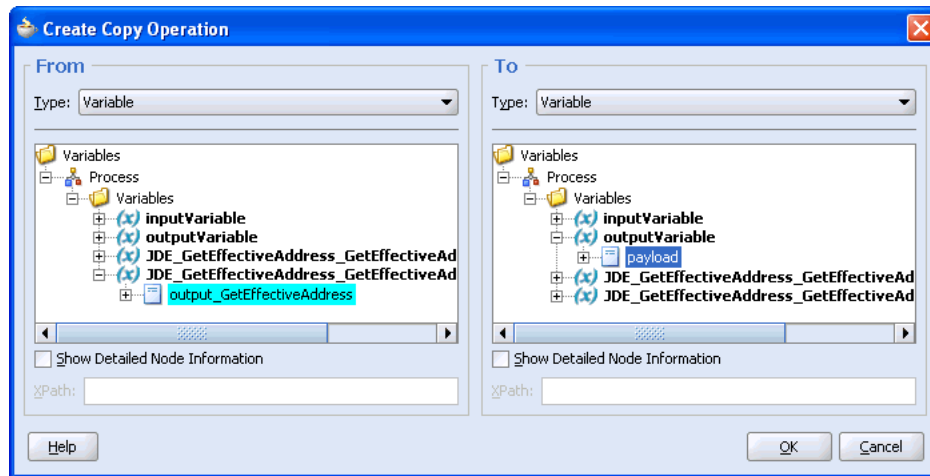 Create Copy Operation
From
Type: Variable
Variables
Process
Variables
inputVariable
outputVariable
JDE_GetEffectiveAddress_GetEffectiveAd
JDE_GetEffectiveAddress_GetEffectiveAd
output_GetEffectiveAddress
Show Detailed Node Information
XPath:
To
Type: Variable
Variables
Process
Variables
inputVariable
outputVariable
payload
JDE_GetEffectiveAddress_GetEffectiveAd
JDE_GetEffectiveAddress_GetEffectiveAd
Show Detailed Node Information
XPath:
Help
OK
Cancel